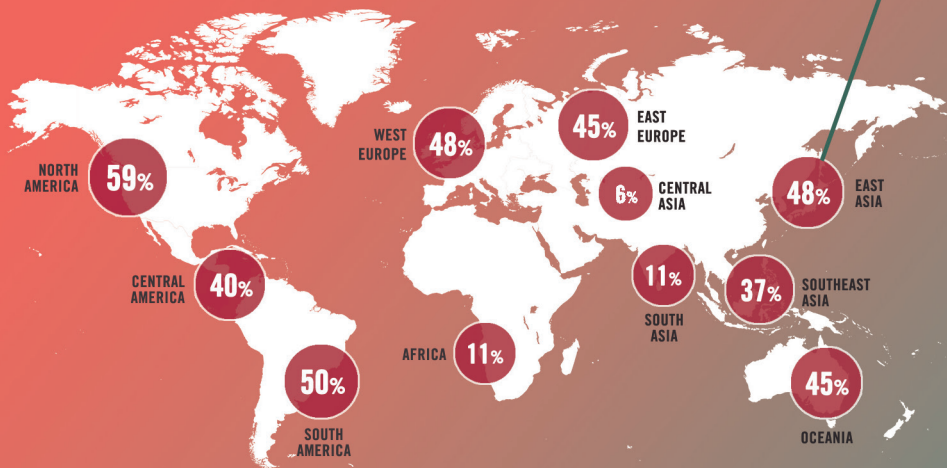 NORTH
AMERICA
59%
WEST
EUROPE
48%
45%
EAST
EUROPE
6%
CENTRAL
ASIA
48%
EAST
ASIA
CENTRAL
AMERICA
40%
11%
SOUTH
ASIA
37%
SOUTHEAST
ASIA
AFRICA
11%
50%
SOUTH
AMERICA
45%
OCEANIA